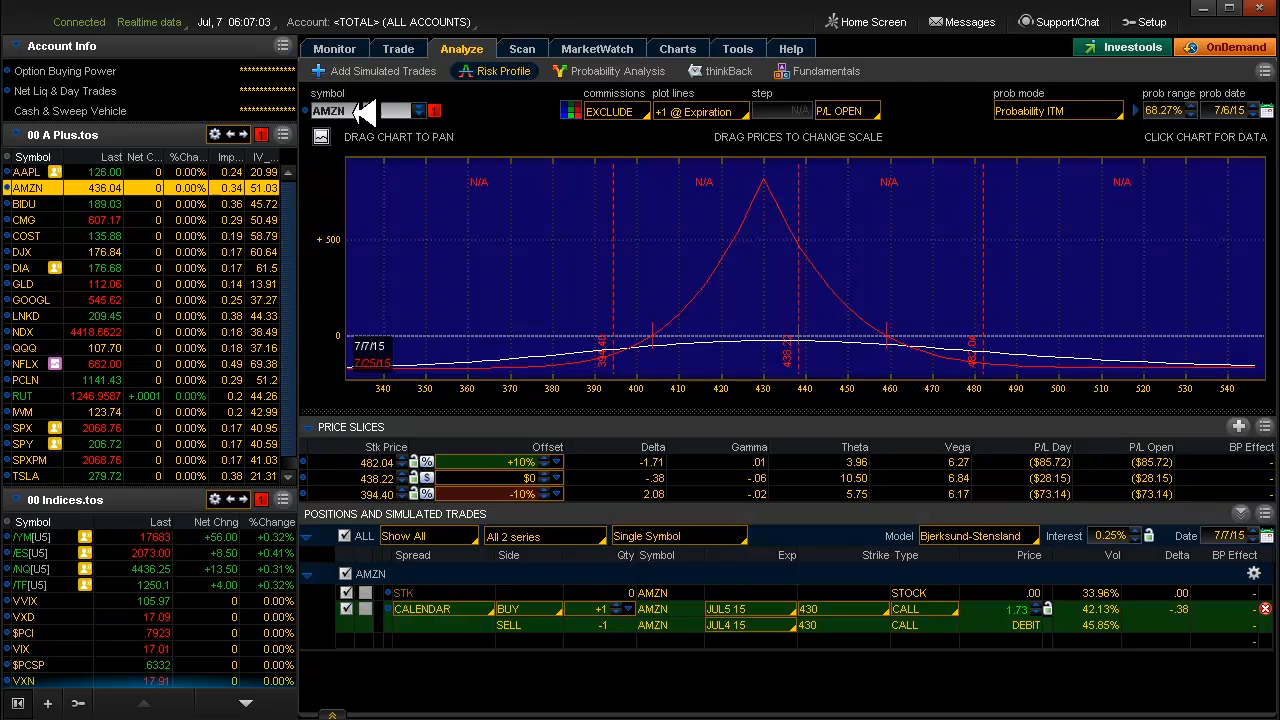 Connected Realtime data Jul, 7 06:07:03 Account: <TOTAL> (ALL ACCOUNTS) Home Screen Messages Support/Chat Setup
Account Info
Option Buying Power *************
Net Liq & Day Trades *************
Cash & Sweep Vehicle *************
00 A Plus.tos 1
Symbol Last Net C... %Cha... Imp... IV_...
AAPL 126.00 0 0.00% 0.24 20.99
AMZN 436.04 0 0.00% 0.34 51.03
BIDU 189.03 0 0.00% 0.36 45.72
CMG 607.17 0 0.00% 0.29 50.49
COST 135.88 0 0.00% 0.19 58.79
DJX 176.84 0 0.00% 0.17 60.64
DIA 176.68 0 0.00% 0.17 61.5
GLD 112.06 0 0.00% 0.14 13.91
GOOGL 545.62 0 0.00% 0.25 37.27
LNKD 209.45 0 0.00% 0.38 44.33
NDX 4418.6622 0 0.00% 0.18 38.49
QQQ 107.70 0 0.00% 0.18 37.16
NFLX 662.00 0 0.00% 0.49 69.36
PCLN 1141.43 0 0.00% 0.29 51.2
RUT 1246.9587 +.0001 0.00% 0.2 44.26
IWM 123.74 0 0.00% 0.2 42.99
SPX 2068.76 0 0.00% 0.17 40.95
SPY 206.72 0 0.00% 0.17 40.59
SPXPM 2068.76 0 0.00% 0.17 41.03
TSLA 279.72 0 0.00% 0.38 21.31
00 Indices.tos 1
Symbol Last Net Chng %Change
/YM[U5] 17683 +56.00 +0.32%
/ES[U5] 2073.00 +8.50 +0.41%
/NQ[U5] 4436.25 +13.50 +0.31%
/TF[U5] 1250.1 +4.00 +0.32%
VVIX 105.97 0 0.00%
VXD 17.09 0 0.00%
$PCI .7923 0 0.00%
VIX 17.01 0 0.00%
$PCSP .6332 0 0.00%
VXN 17.91 0 0.00%
Monitor Trade Analyze Scan MarketWatch Charts Tools Help Investools OnDemand
Add Simulated Trades Risk Profile Probability Analysis thinkBack Fundamentals
symbol commissions plot lines step prob mode prob range prob date
AMZN 1 EXCLUDE +1 @ Expiration N/A P/L OPEN Probability ITM 68.27% 7/6/15
DRAG CHART TO PAN DRAG PRICES TO CHANGE SCALE CLICK CHART FOR DATA
N/A N/A N/A N/A
+ 500
0
394.40 438.22 482.04
7/7/15
7/25/15
340 350 360 370 380 390 400 410 420 430 440 450 460 470 480 490 500 510 520 530 540
PRICE SLICES
Stk Price Offset Delta Gamma Theta Vega P/L Day P/L Open BP Effect
482.04 % +10% -1.71 .01 3.96 6.27 ($85.72) ($85.72)
438.22 $ $0 -.38 -.06 10.50 6.84 ($28.15) ($28.15)
394.40 % -10% 2.08 -.02 5.75 6.17 ($73.14) ($73.14)
POSITIONS AND SIMULATED TRADES
ALL Show All All 2 series Single Symbol Model Bjerksund-Stensland Interest 0.25% Date 7/7/15
Spread Side Qty Symbol Exp Strike Type Price Vol Delta BP Effect
AMZN
STK 0 AMZN STOCK .00 33.96% .00 -
CALENDAR BUY +1 AMZN JUL5 15 430 CALL 1.73 42.13% -.38 -
SELL -1 AMZN JUL4 15 430 CALL DEBIT 45.85% -